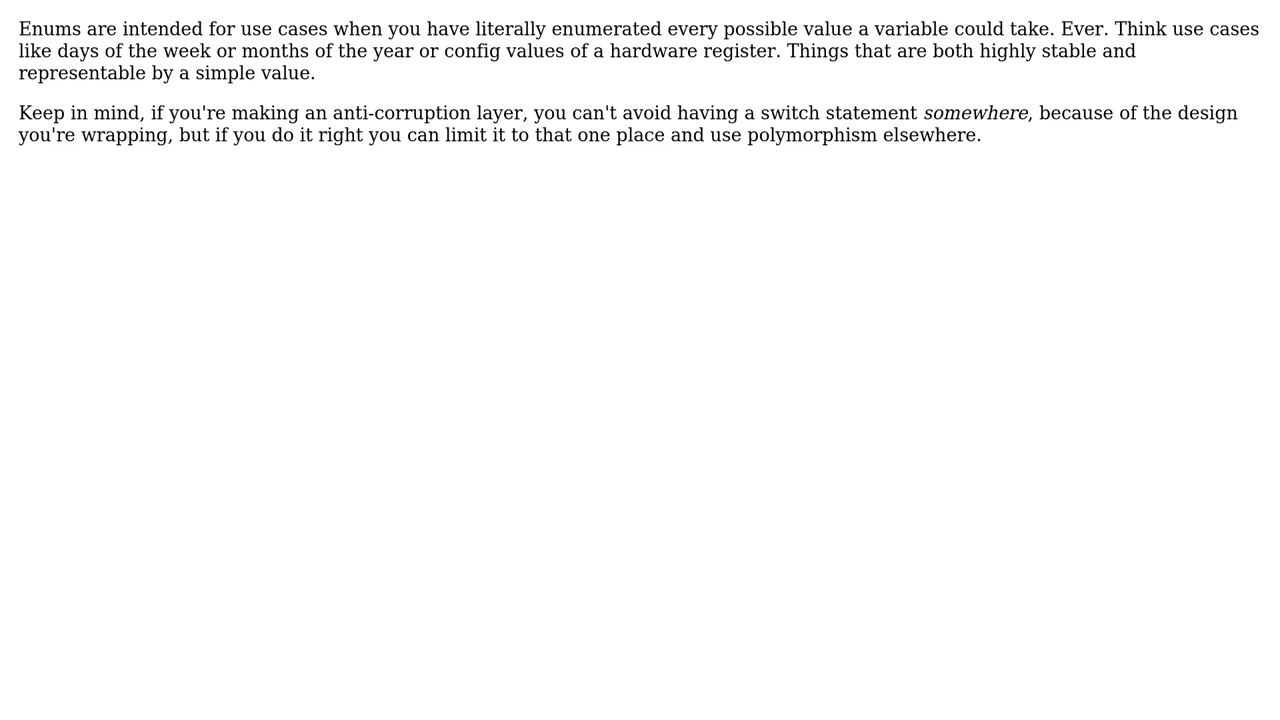 Enums are intended for use cases when you have literally enumerated every possible value a variable could take. Ever. Think use cases
like days of the week or months of the year or config values of a hardware register. Things that are both highly stable and
representable by a simple value.
Keep in mind, if you're making an anti-corruption layer, you can't avoid having a switch statement somewhere, because of the design
you're wrapping, but if you do it right you can limit it to that one place and use polymorphism elsewhere.